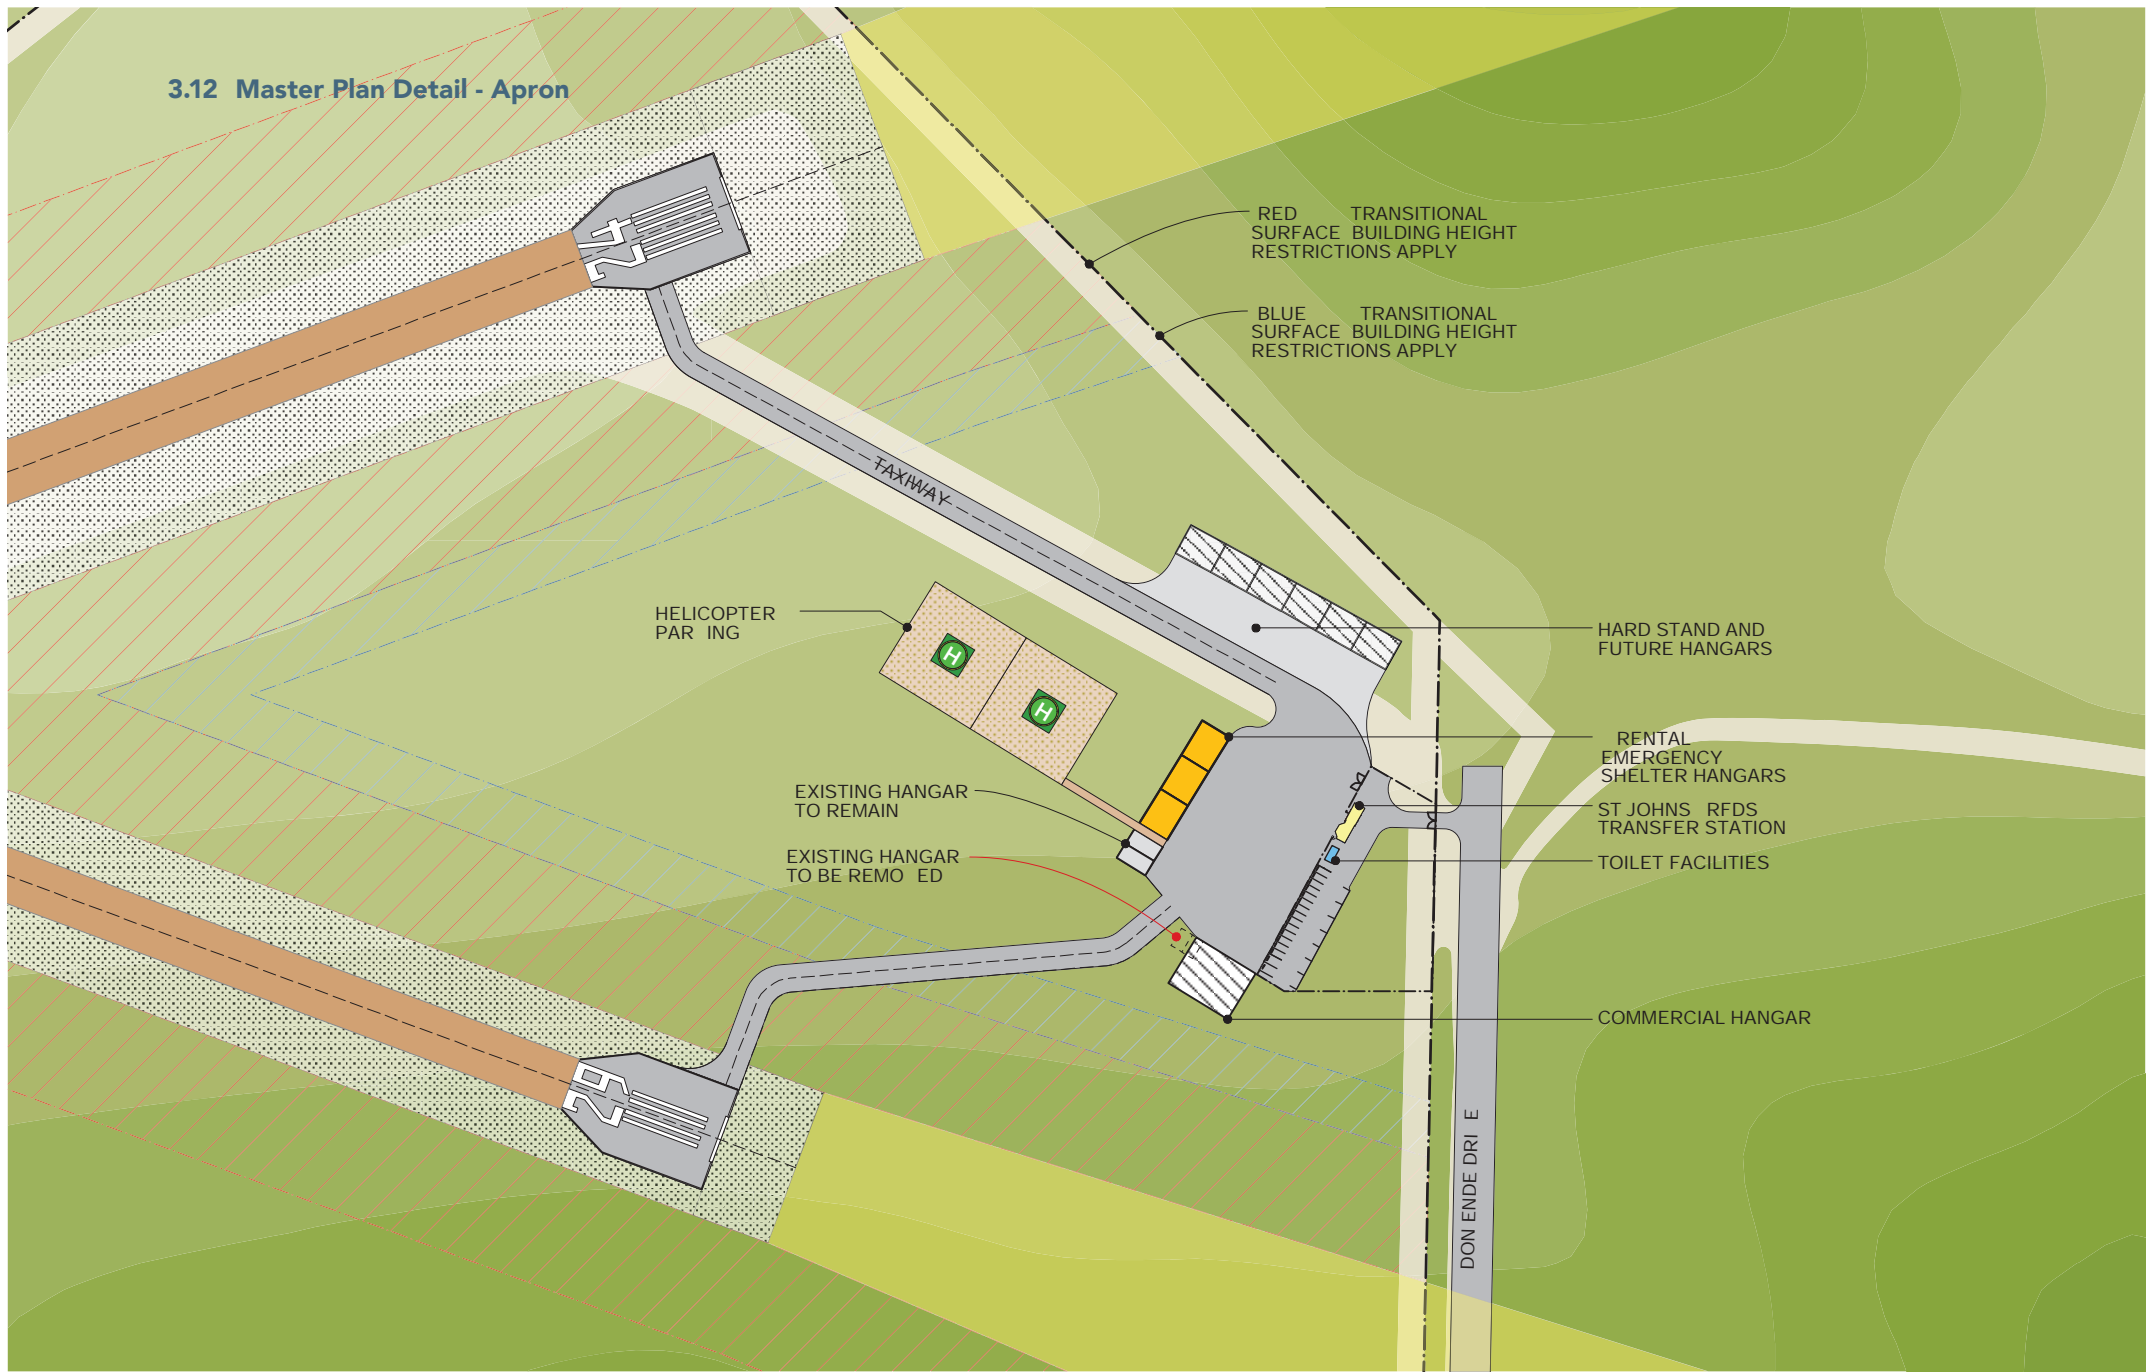 3.12 Master Plan Detail - Apron
RED TRANSITIONAL
SURFACE BUILDING HEIGHT
RESTRICTIONS APPLY
BLUE TRANSITIONAL
SURFACE BUILDING HEIGHT
RESTRICTIONS APPLY
TAXIWAY
HELICOPTER
PAR ING
H
H
HARD STAND AND
FUTURE HANGARS
RENTAL
EMERGENCY
SHELTER HANGARS
EXISTING HANGAR
TO REMAIN
ST JOHNS RFDS
TRANSFER STATION
EXISTING HANGAR
TO BE REMO ED
TOILET FACILITIES
COMMERCIAL HANGAR
DON ENDE DRI E